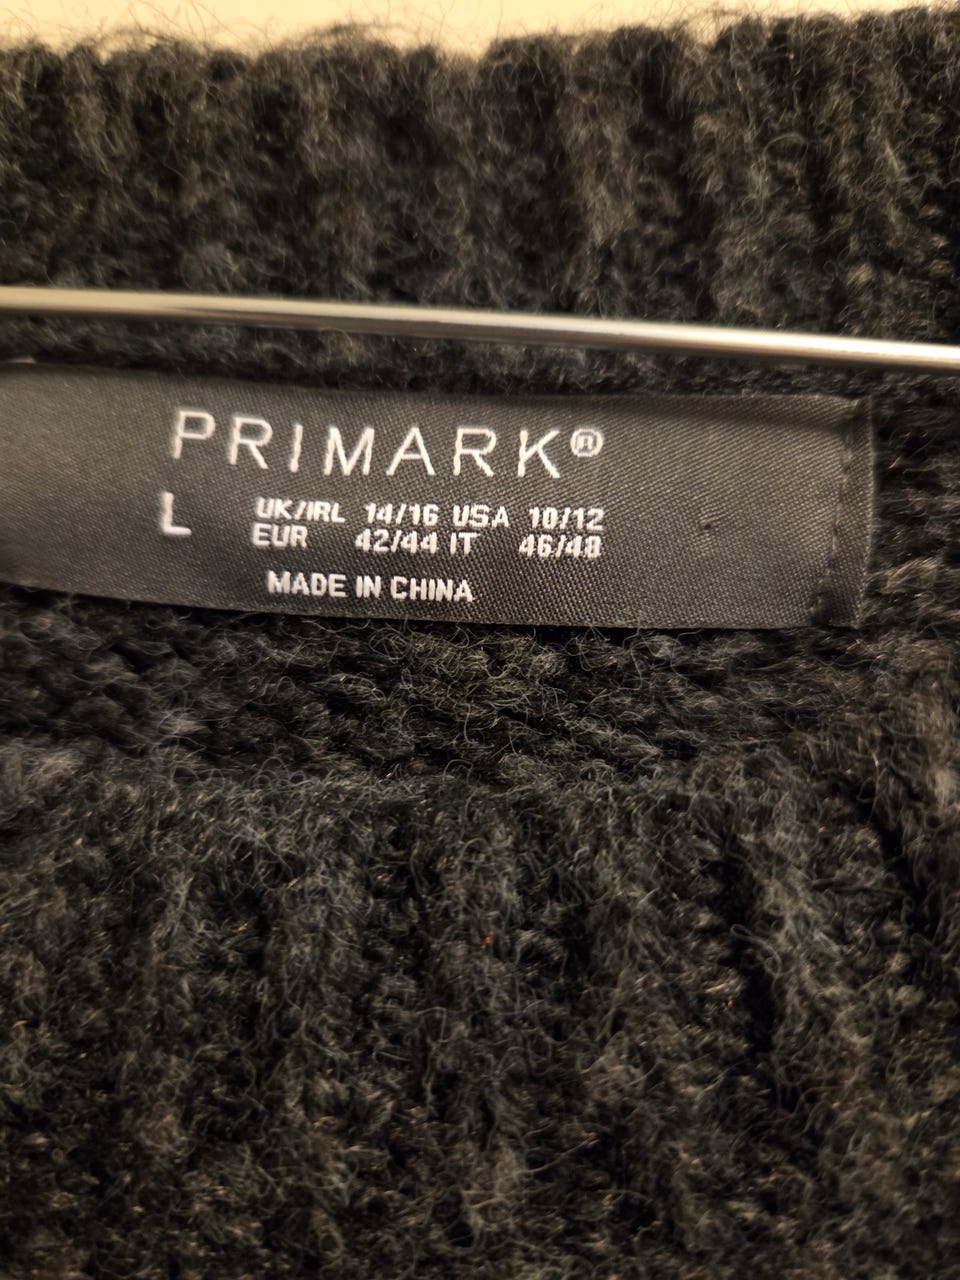 PRIMARK®
L UK/IRL 14/16 USA 10/12
EUR 42/44 IT 46/48
MADE IN CHINA